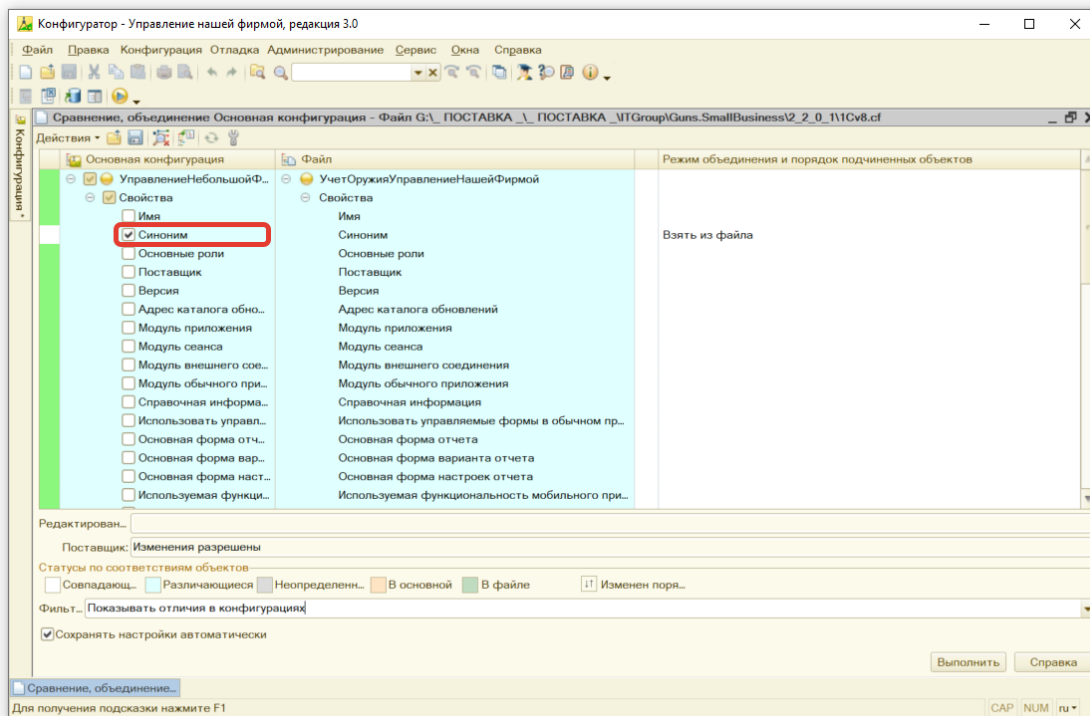 Конфигуратор - Управление нашей фирмой, редакция 3.0
Файл Правка Конфигурация Отладка Администрирование Сервис Окна Справка
Сравнение, объединение Основная конфигурация - Файл G:\_ ПОСТАВКА _\_ ПОСТАВКА _\ITGroup\Guns.SmallBusiness\2_2_0_1\1Cv8.cf
Конфигурация *
Действия
Основная конфигурация Файл Режим объединения и порядок подчиненных объектов
УправлениеНебольшойФ... УчетОружияУправлениеНашейФирмой
Свойства Свойства
Имя Имя
Синоним Синоним Взять из файла
Основные роли Основные роли
Поставщик Поставщик
Версия Версия
Адрес каталога обно... Адрес каталога обновлений
Модуль приложения Модуль приложения
Модуль сеанса Модуль сеанса
Модуль внешнего сое... Модуль внешнего соединения
Модуль обычного при... Модуль обычного приложения
Справочная информа... Справочная информация
Использовать управл... Использовать управляемые формы в обычном пр...
Основная форма отч... Основная форма отчета
Основная форма вар... Основная форма варианта отчета
Основная форма наст... Основная форма настроек отчета
Используемая функци... Используемая функциональность мобильного при...
Редактирован...
Поставщик: Изменения разрешены
Статусы по соответствиям объектов
Совпадающ... Различающиеся Неопределенн... В основной В файле Изменен поря...
Фильт... Показывать отличия в конфигурациях
Сохранять настройки автоматически
Выполнить Справка
Сравнение, объединение...
Для получения подсказки нажмите F1 CAP NUM ru